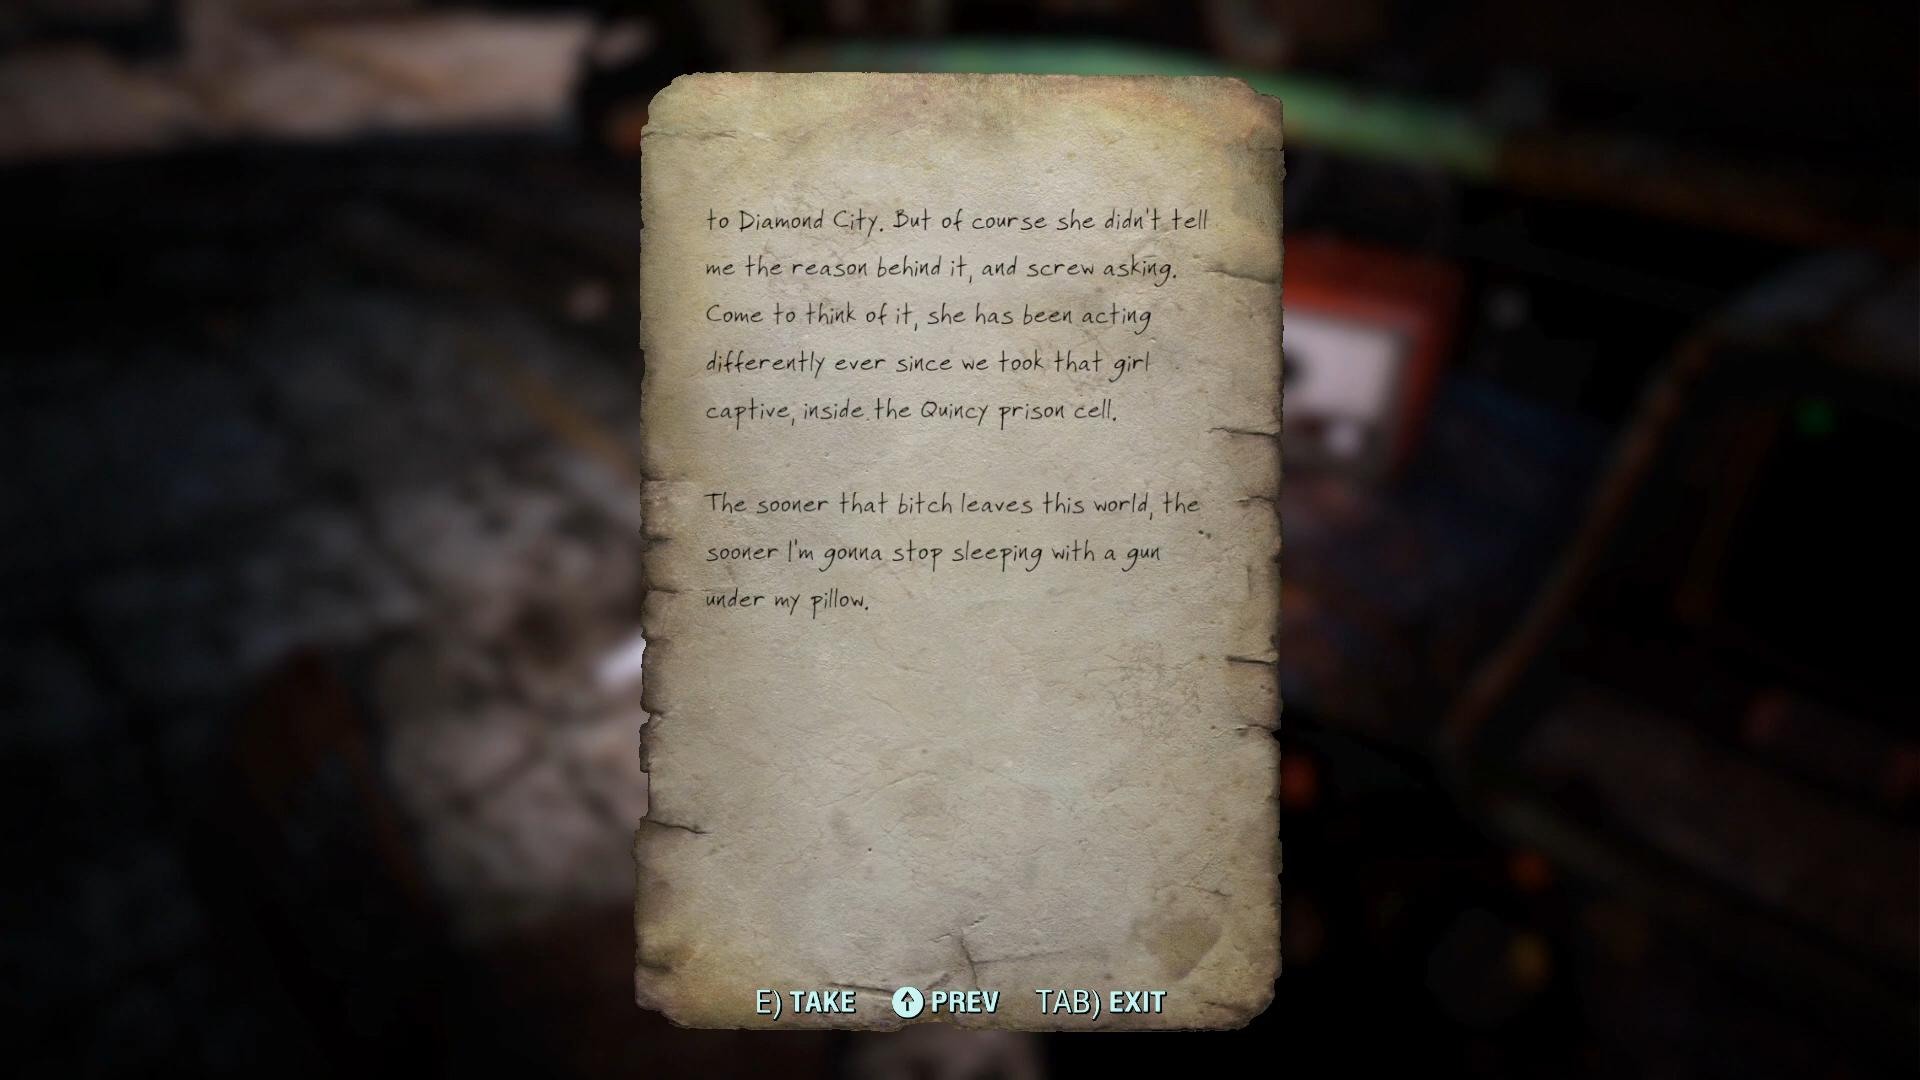 to Diamond City. But of course she didn't tell
me the reason behind it, and screw asking.
Come to think of it, she has been acting
differently ever since we took that girl
captive, inside the Quincy prison cell.
The sooner that bitch leaves this world, the
sooner I'm gonna stop sleeping with a gun
under my pillow.
E) TAKE PREV TAB) EXIT